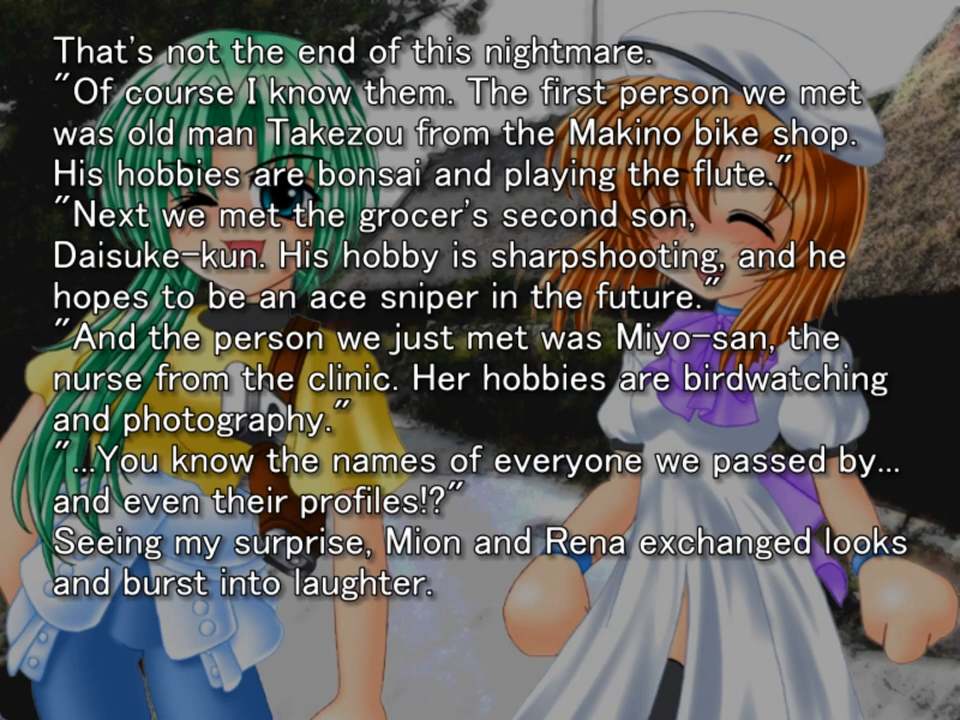 That's not the end of this nightmare.
"Of course I know them. The first person we met
was old man Takezou from the Makino bike shop.
His hobbies are bonsai and playing the flute."
"Next we met the grocer's second son,
Daisuke-kun. His hobby is sharpshooting, and he
hopes to be an ace sniper in the future."
"And the person we just met was Miyo-san, the
nurse from the clinic. Her hobbies are birdwatching
and photography."
"...You know the names of everyone we passed by...
and even their profiles!?"
Seeing my surprise, Mion and Rena exchanged looks
and burst into laughter.